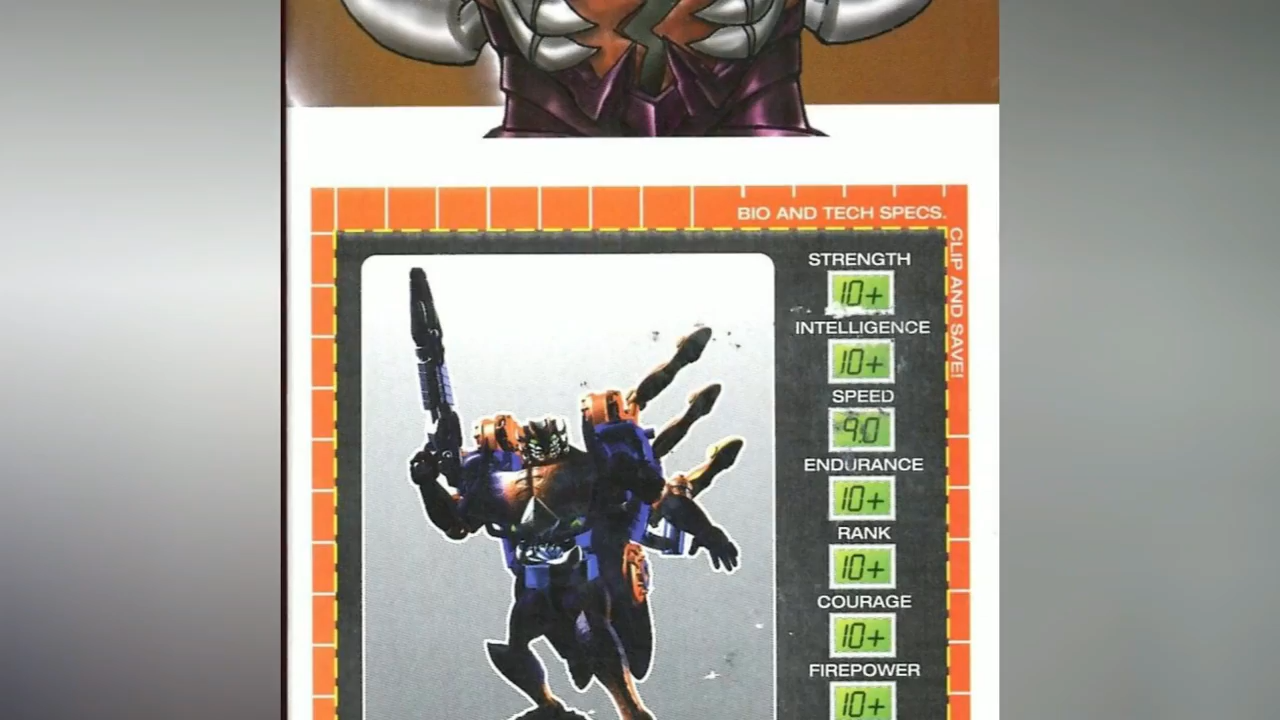 BIO AND TECH SPECS.
CLIP AND SAVE!
STRENGTH
10+
INTELLIGENCE
10+
SPEED
9.0
ENDURANCE
10+
RANK
10+
COURAGE
10+
FIREPOWER
10+